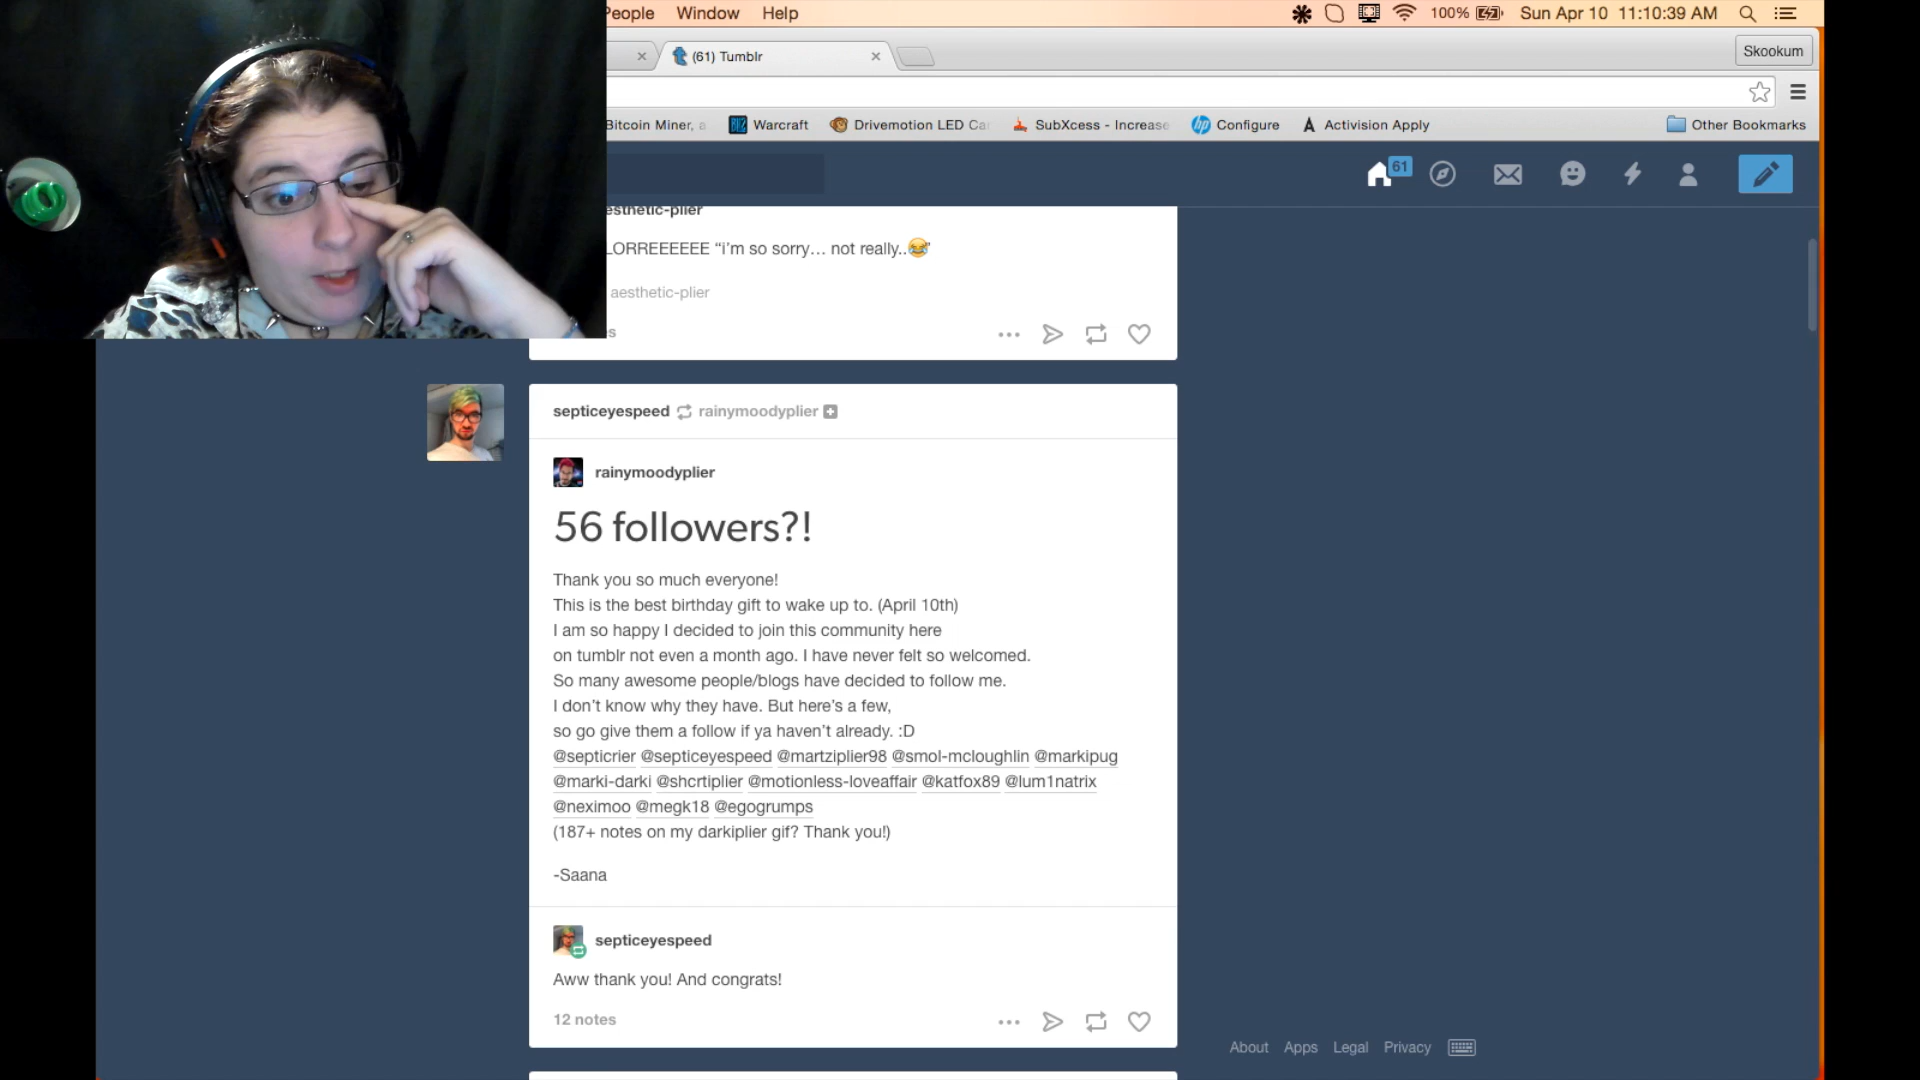 People Window Help 100% Sun Apr 10 11:10:39 AM
(61) Tumblr Skookum
Bitcoin Miner, a Warcraft Drivemotion LED Car SubXcess - Increase Configure Activision Apply Other Bookmarks
61
esthetic-plier
LORREEEEEE “i’m so sorry… not really..😂”
aesthetic-plier
s
septiceyespeed rainymoodyplier
rainymoodyplier
56 followers?!
Thank you so much everyone!
This is the best birthday gift to wake up to. (April 10th)
I am so happy I decided to join this community here
on tumblr not even a month ago. I have never felt so welcomed.
So many awesome people/blogs have decided to follow me.
I don’t know why they have. But here’s a few,
so go give them a follow if ya haven’t already. :D
@septicrier @septiceyespeed @martziplier98 @smol-mcloughlin @markipug
@marki-darki @shcrtiplier @motionless-loveaffair @katfox89 @lum1natrix
@neximoo @megk18 @egogrumps
(187+ notes on my darkiplier gif? Thank you!)
-Saana
septiceyespeed
Aww thank you! And congrats!
12 notes
About Apps Legal Privacy